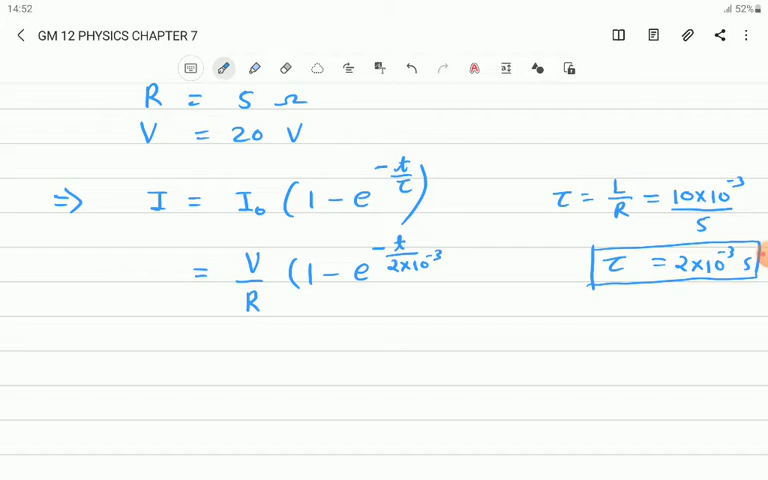 14:52 52%
GM 12 PHYSICS CHAPTER 7
R = 5 Ω
V = 20 V
⇒ I = I₀ (1 - e^(-t/τ))
τ = L/R = 10×10⁻³/5
= V/R (1 - e^(-t/2×10⁻³)
τ = 2×10⁻³ s